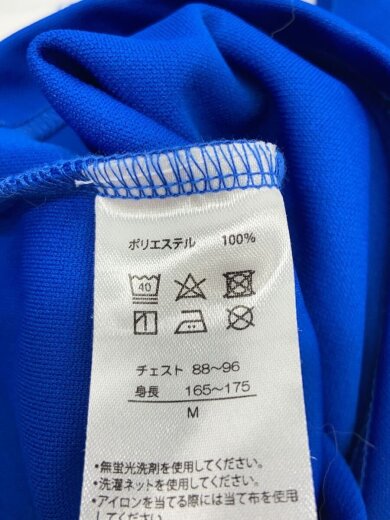 ポリエステル 100%
40
チェスト 88～96
身長 165～175
M
・無蛍光洗剤を使用してください。
・洗濯ネットを使用してください。
・アイロンを当てる際には当て布を使用